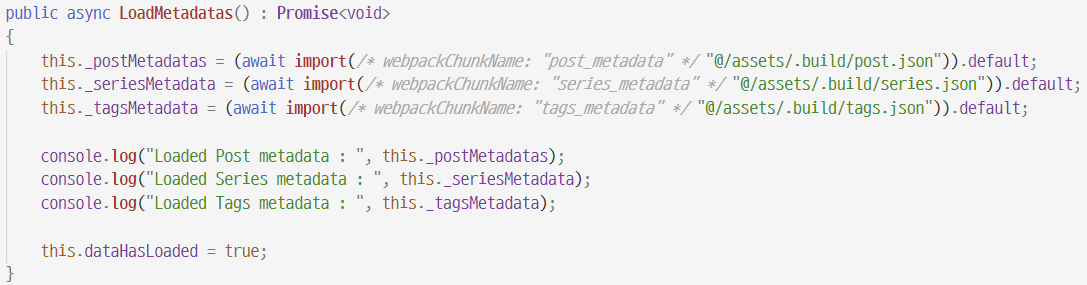 public async LoadMetadatas() : Promise<void>
{
this._postMetadatas = (await import(/* webpackChunkName: "post_metadata" */ "@/assets/.build/post.json")).default;
this._seriesMetadata = (await import(/* webpackChunkName: "series_metadata" */ "@/assets/.build/series.json")).default;
this._tagsMetadata = (await import(/* webpackChunkName: "tags_metadata" */ "@/assets/.build/tags.json")).default;
console.log("Loaded Post metadata : ", this._postMetadatas);
console.log("Loaded Series metadata : ", this._seriesMetadata);
console.log("Loaded Tags metadata : ", this._tagsMetadata);
this.dataHasLoaded = true;
}